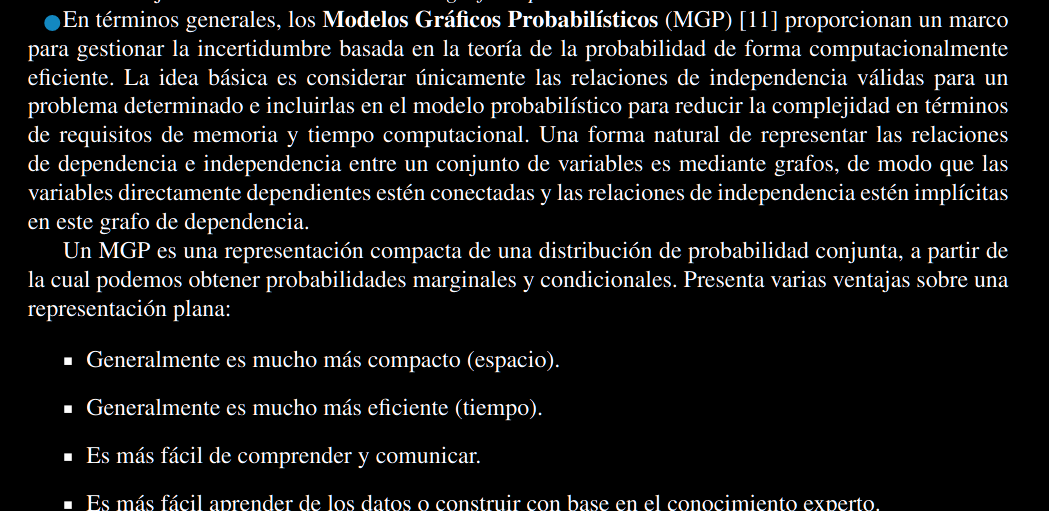 En términos generales, los Modelos Gráficos Probabilísticos (MGP) [11] proporcionan un marco
para gestionar la incertidumbre basada en la teoría de la probabilidad de forma computacionalmente
eficiente. La idea básica es considerar únicamente las relaciones de independencia válidas para un
problema determinado e incluirlas en el modelo probabilístico para reducir la complejidad en términos
de requisitos de memoria y tiempo computacional. Una forma natural de representar las relaciones
de dependencia e independencia entre un conjunto de variables es mediante grafos, de modo que las
variables directamente dependientes estén conectadas y las relaciones de independencia estén implícitas
en este grafo de dependencia.
Un MGP es una representación compacta de una distribución de probabilidad conjunta, a partir de
la cual podemos obtener probabilidades marginales y condicionales. Presenta varias ventajas sobre una
representación plana:
▪ Generalmente es mucho más compacto (espacio).
▪ Generalmente es mucho más eficiente (tiempo).
▪ Es más fácil de comprender y comunicar.
▪ Es más fácil aprender de los datos o construir con base en el conocimiento experto.